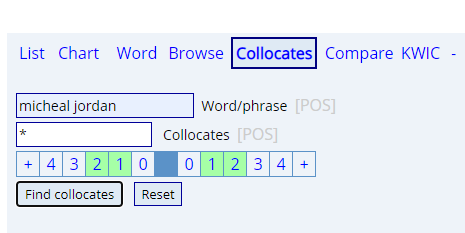 List Chart Word Browse Collocates Compare KWIC -
micheal jordan Word/phrase [POS]
* Collocates [POS]
+ 4 3 2 1 0 0 1 2 3 4 +
Find collocates Reset